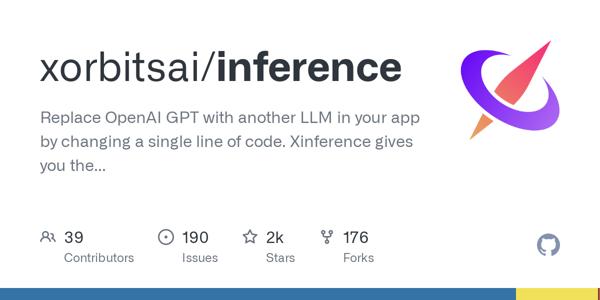 xorbitsai/inference
Replace OpenAI GPT with another LLM in your app
by changing a single line of code. Xinference gives
you the...
39
Contributors
190
Issues
2k
Stars
176
Forks